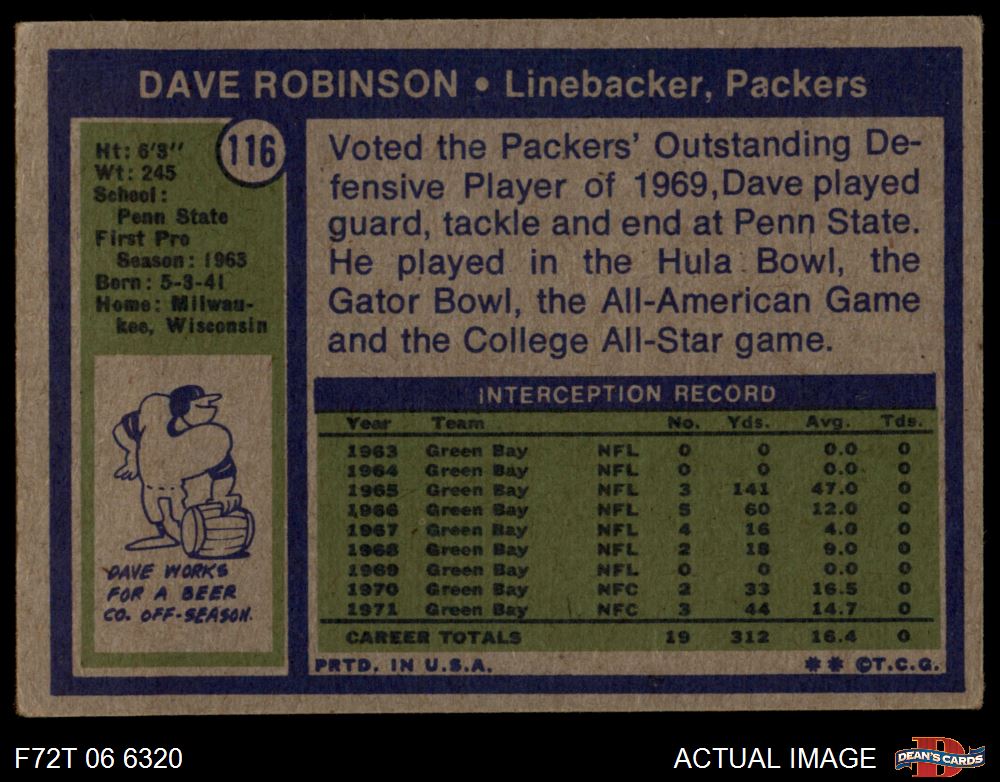 DAVE ROBINSON • Linebacker, Packers
116
Ht: 6'3"
Wt: 245
School:
Penn State
First Pro
Season: 1963
Born: 5-3-41
Home: Milwau-
kee, Wisconsin
DAVE WORKS
FOR A BEER
CO. OFF-SEASON.
Voted the Packers' Outstanding De-
fensive Player of 1969, Dave played
guard, tackle and end at Penn State.
He played in the Hula Bowl, the
Gator Bowl, the All-American Game
and the College All-Star game.
INTERCEPTION RECORD
Year Team No. Yds. Avg. Tds.
1963 Green Bay NFL 0 0 0.0 0
1964 Green Bay NFL 0 0 0.0 0
1965 Green Bay NFL 3 141 47.0 0
1966 Green Bay NFL 5 60 12.0 0
1967 Green Bay NFL 4 16 4.0 0
1968 Green Bay NFL 2 18 9.0 0
1969 Green Bay NFL 0 0 0.0 0
1970 Green Bay NFC 2 33 16.5 0
1971 Green Bay NFC 3 44 14.7 0
CAREER TOTALS 19 312 16.4 0
PRTD. IN U.S.A. ** ©T.C.G.
F72T 06 6320 ACTUAL IMAGE
DEAN'S CARDS